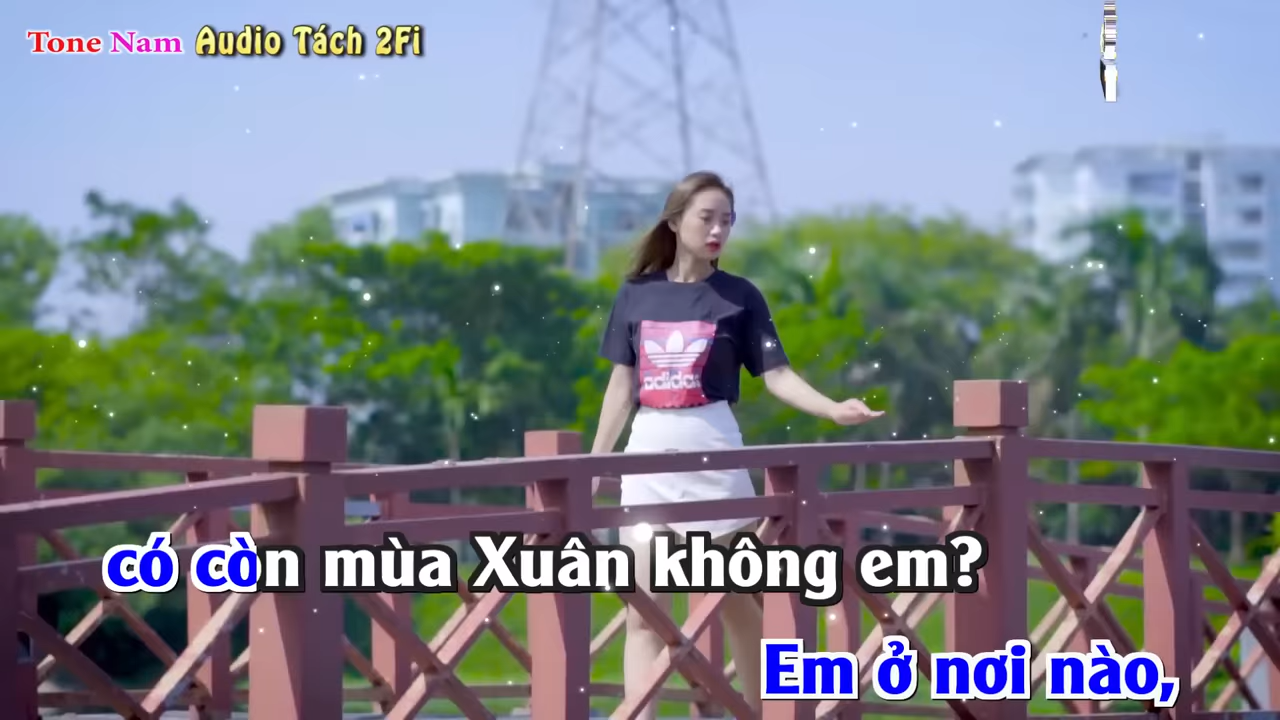 Tone Nam Audio Tách 2Fi
adidas
có còn mùa Xuân không em?
Em ở nơi nào,